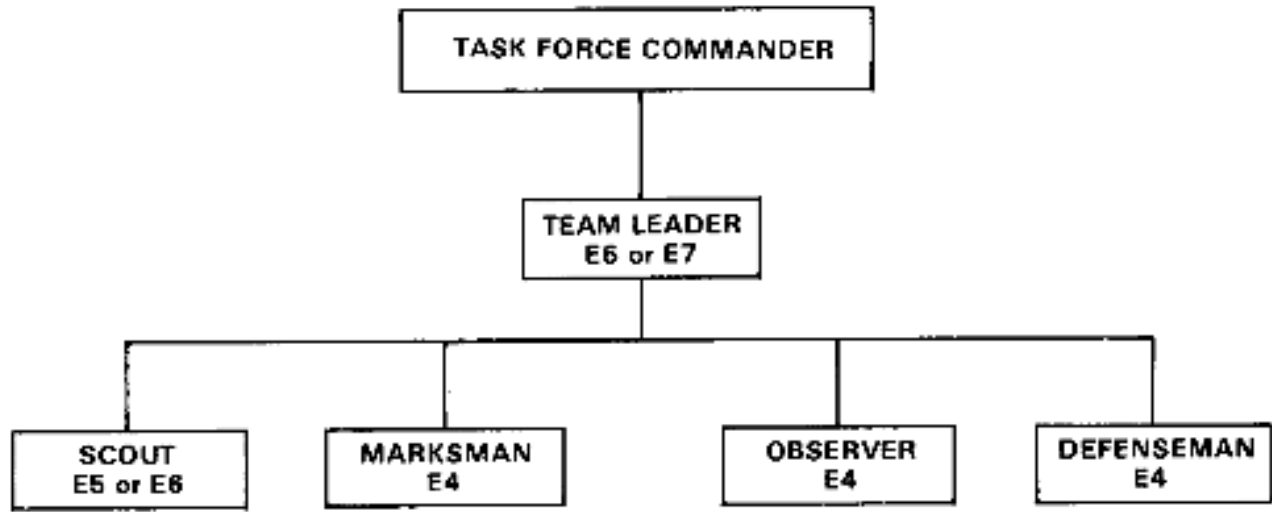 TASK FORCE COMMANDER
TEAM LEADER
E6 or E7
SCOUT
E5 or E6
MARKSMAN
E4
OBSERVER
E4
DEFENSEMAN
E4